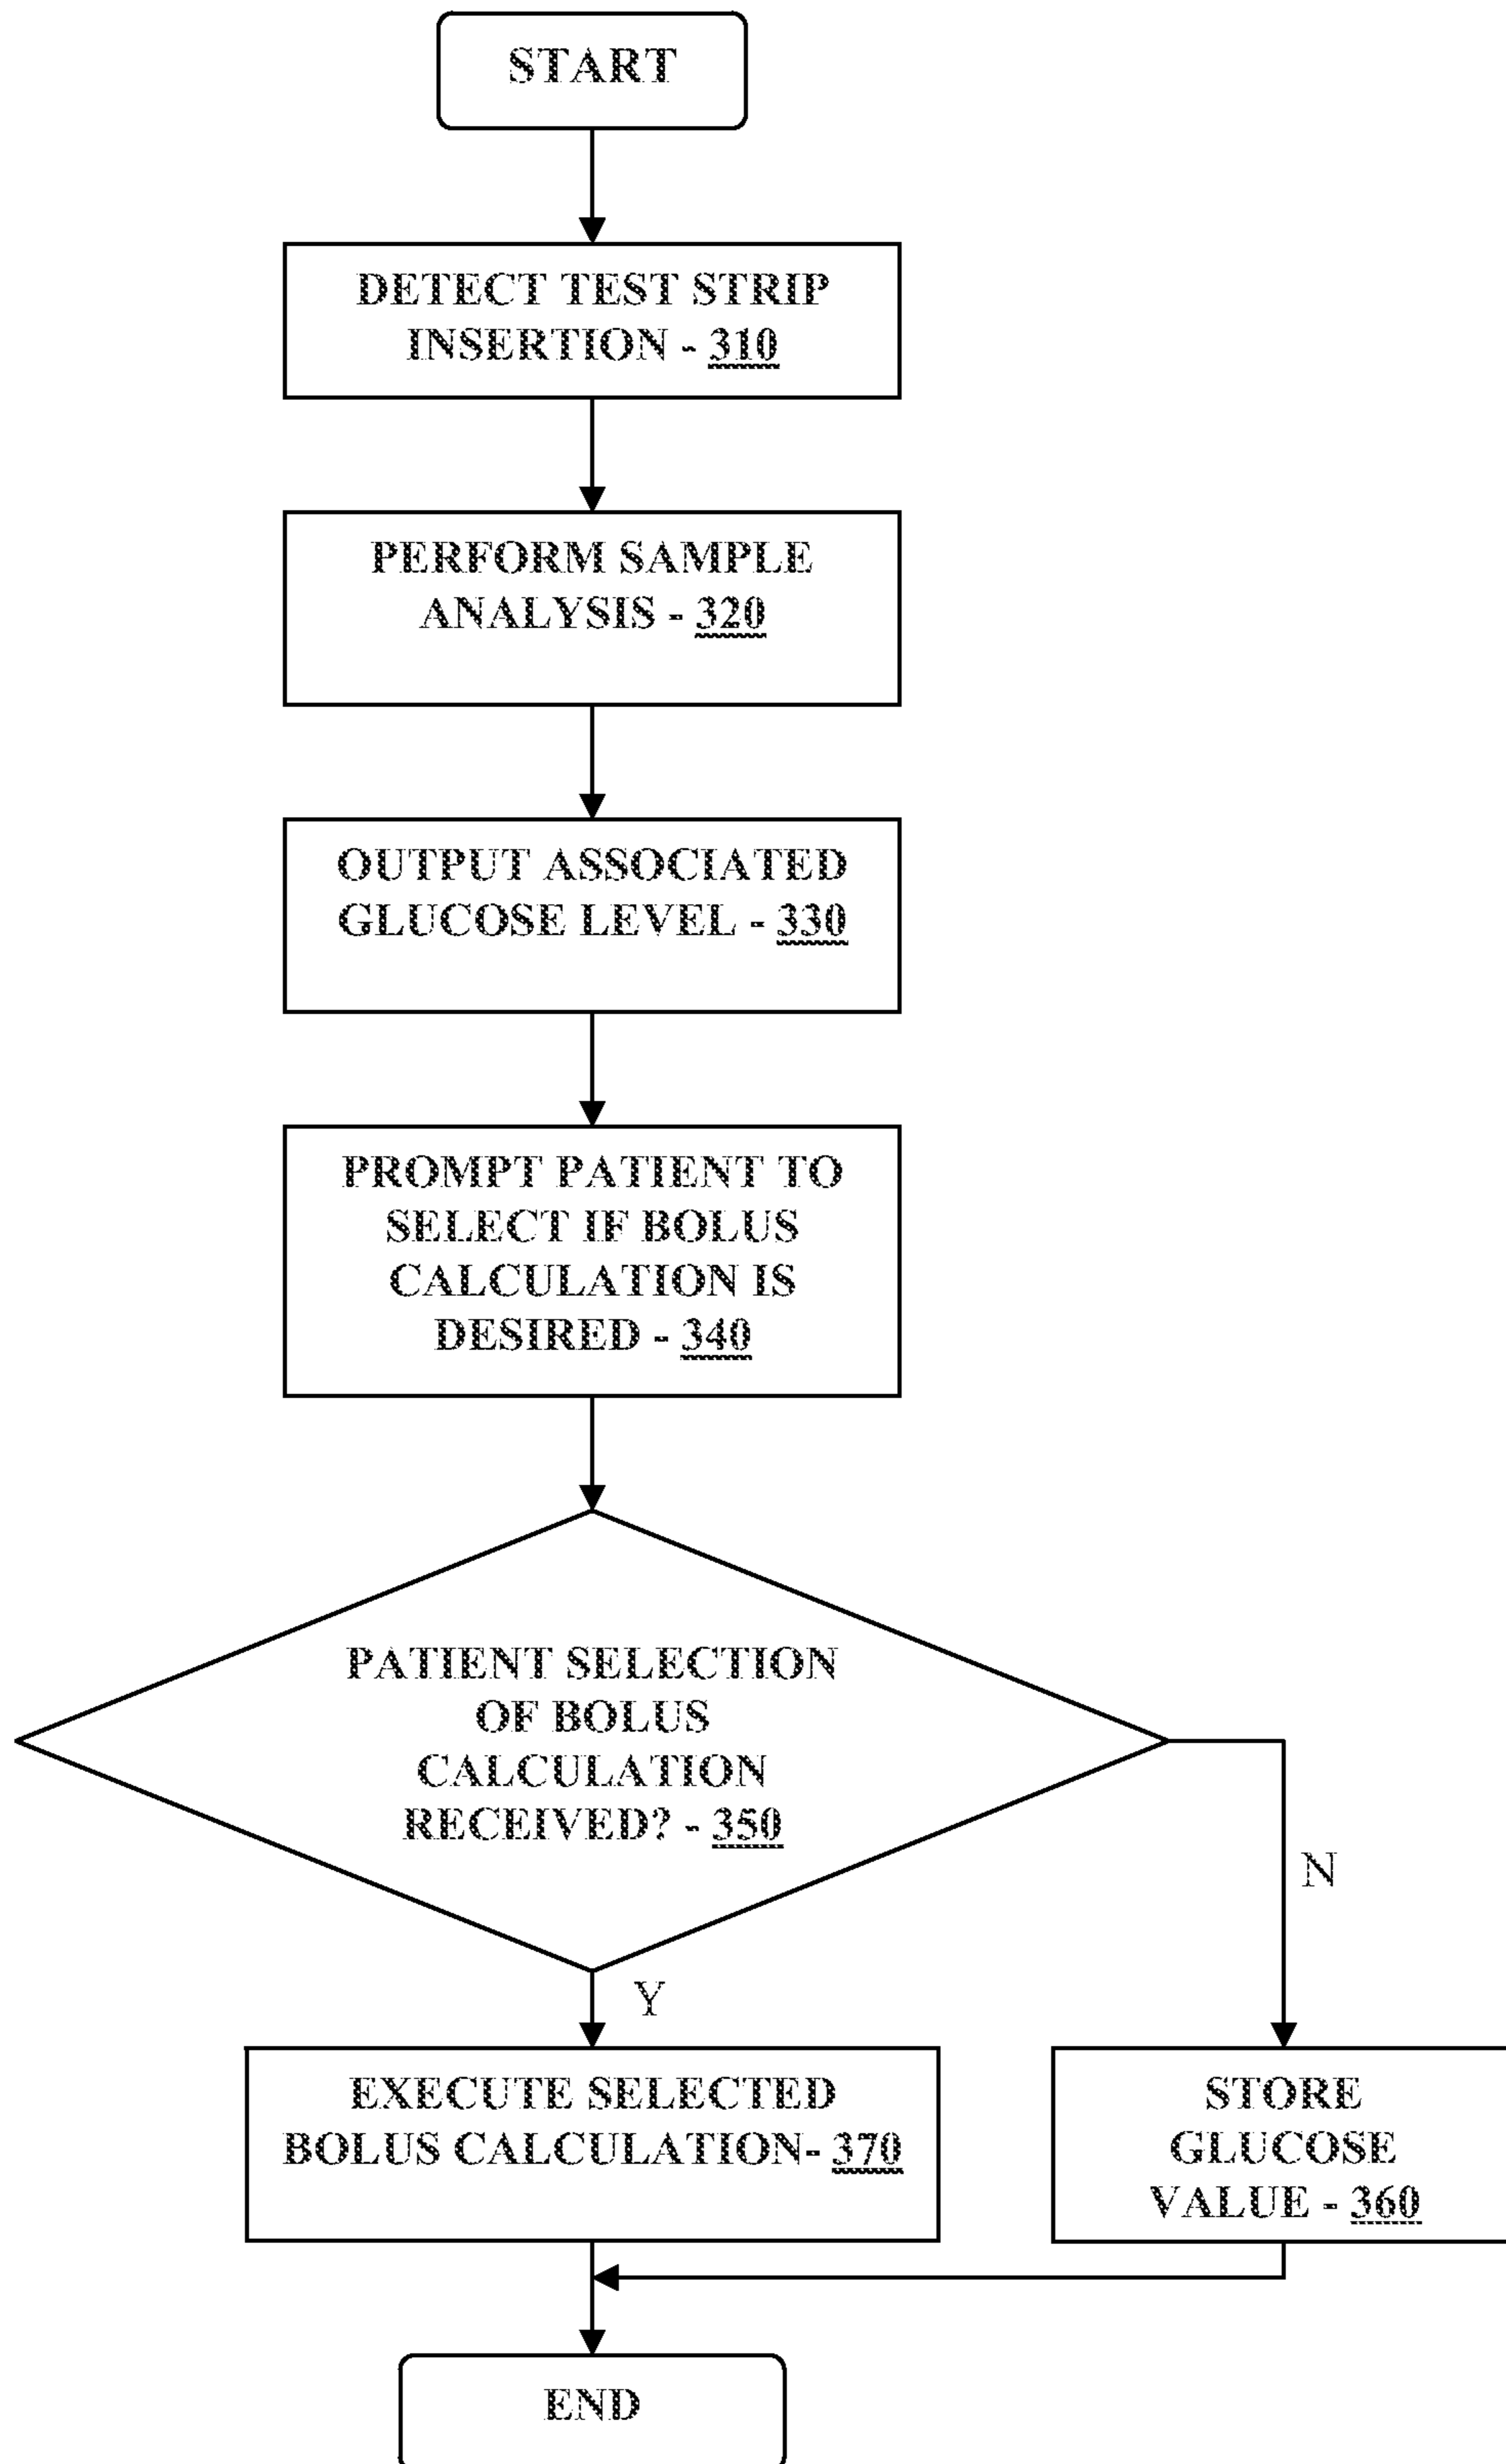 START
DETECT TEST STRIP
INSERTION - 310
PERFORM SAMPLE
ANALYSIS - 320
OUTPUT ASSOCIATED
GLUCOSE LEVEL - 330
PROMPT PATIENT TO
SELECT IF BOLUS
CALCULATION IS
DESIRED - 340
PATIENT SELECTION
OF BOLUS
CALCULATION
RECEIVED? - 350
N
Y
EXECUTE SELECTED
BOLUS CALCULATION- 370
STORE
GLUCOSE
VALUE - 360
END